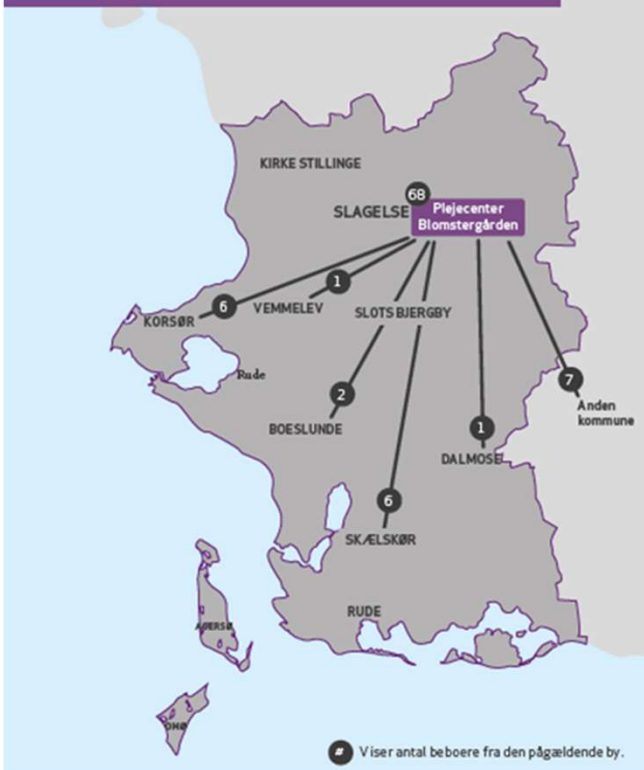 KIRKE STILLINGE
68
SLAGELSE
Plejecenter
Blomstergården
1
6
VEMMELEV
SLOTS BJERGBY
KORSØR
Rude
7
2
Anden
kommune
BOESLUNDE
1
DALMOSE
6
SKÆLSKØR
RUDE
AGERSØ
OMØ
# Viser antal beboere fra den pågældende by.